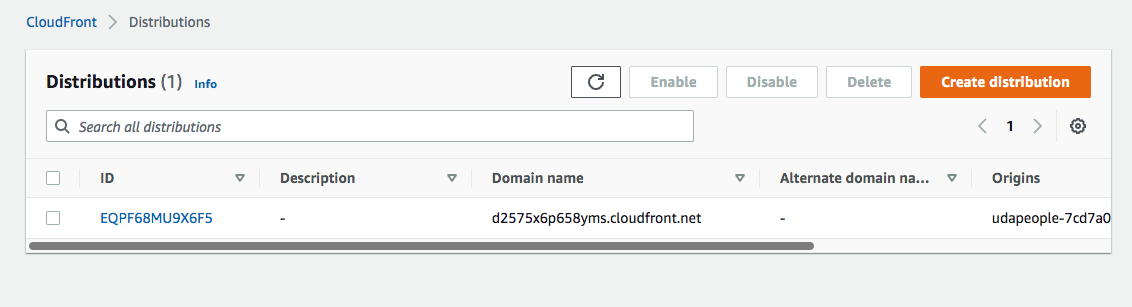 CloudFront > Distributions
Distributions (1) Info Enable Disable Delete Create distribution
Search all distributions 1
ID Description Domain name Alternate domain na... Origins
EQPF68MU9X6F5 - d2575x6p658yms.cloudfront.net - udapeople-7cd7a0